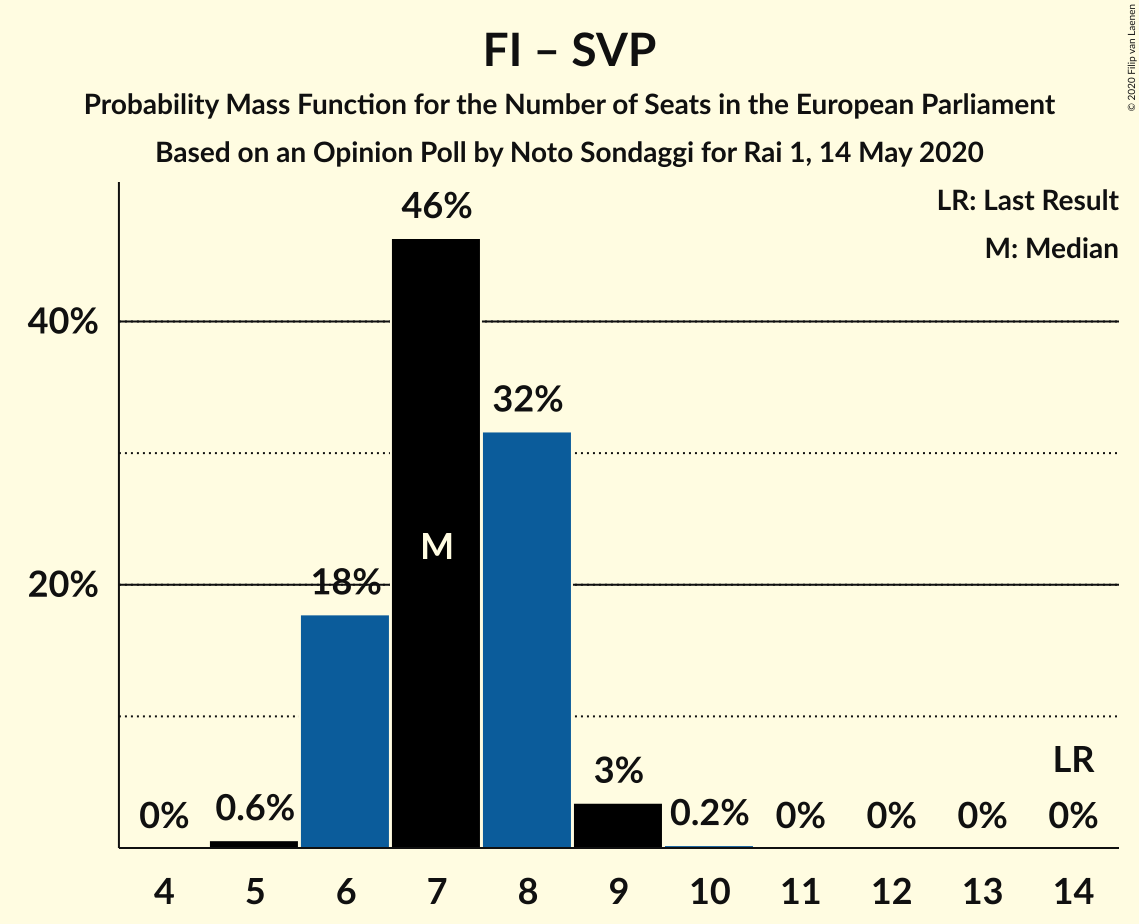 FI – SVP
Probability Mass Function for the Number of Seats in the European Parliament
Based on an Opinion Poll by Noto Sondaggi for Rai 1, 14 May 2020
© 2020 Filip van Laenen
LR: Last Result
M: Median
46%
40%
32%
M
20%
18%
LR
3%
0% 0.6% 0.2% 0% 0% 0% 0%
4 5 6 7 8 9 10 11 12 13 14